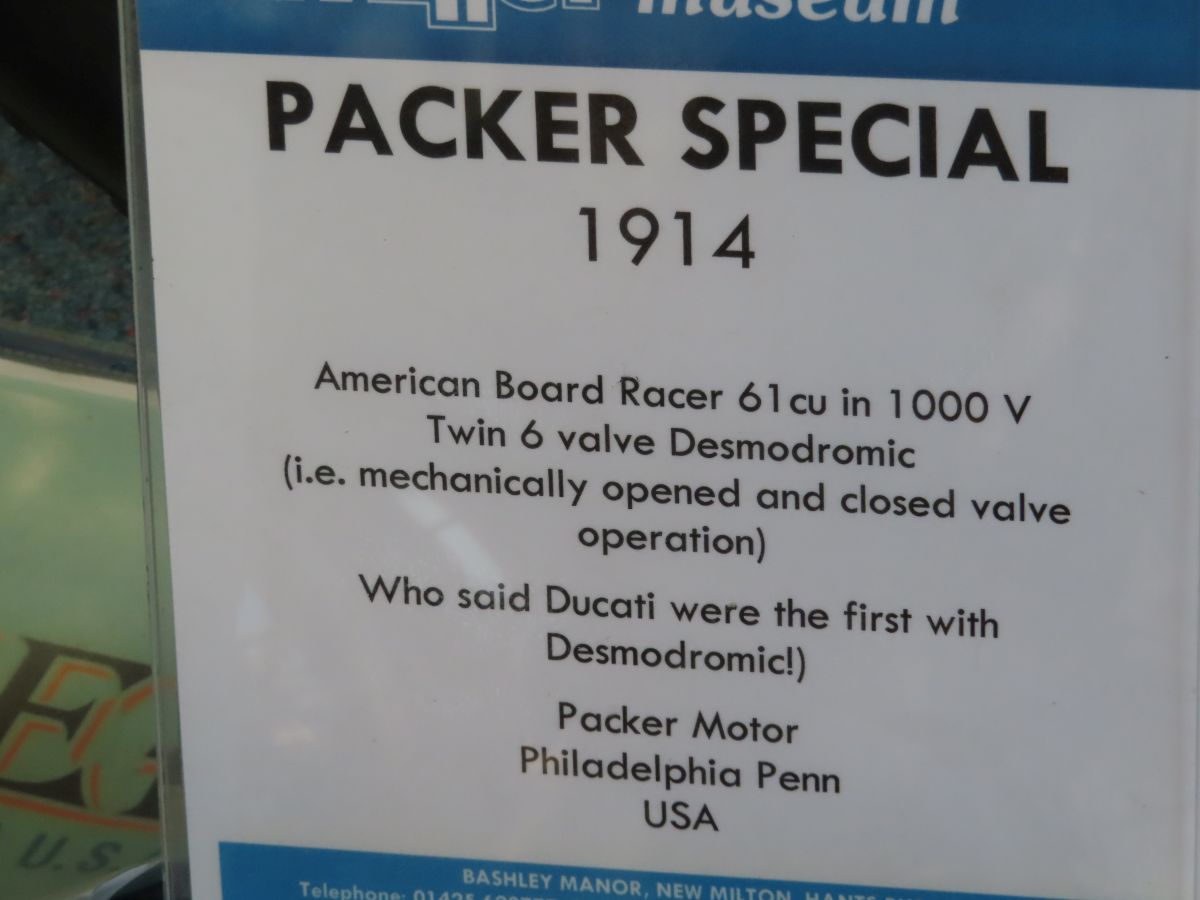 museum
PACKER SPECIAL
1914
American Board Racer 61cu in 1000 V
Twin 6 valve Desmodromic
(i.e. mechanically opened and closed valve
operation)
Who said Ducati were the first with
Desmodromic!)
Packer Motor
Philadelphia Penn
USA
BASHLEY MANOR, NEW MILTON, HANTS
Telephone: 01425
U.S